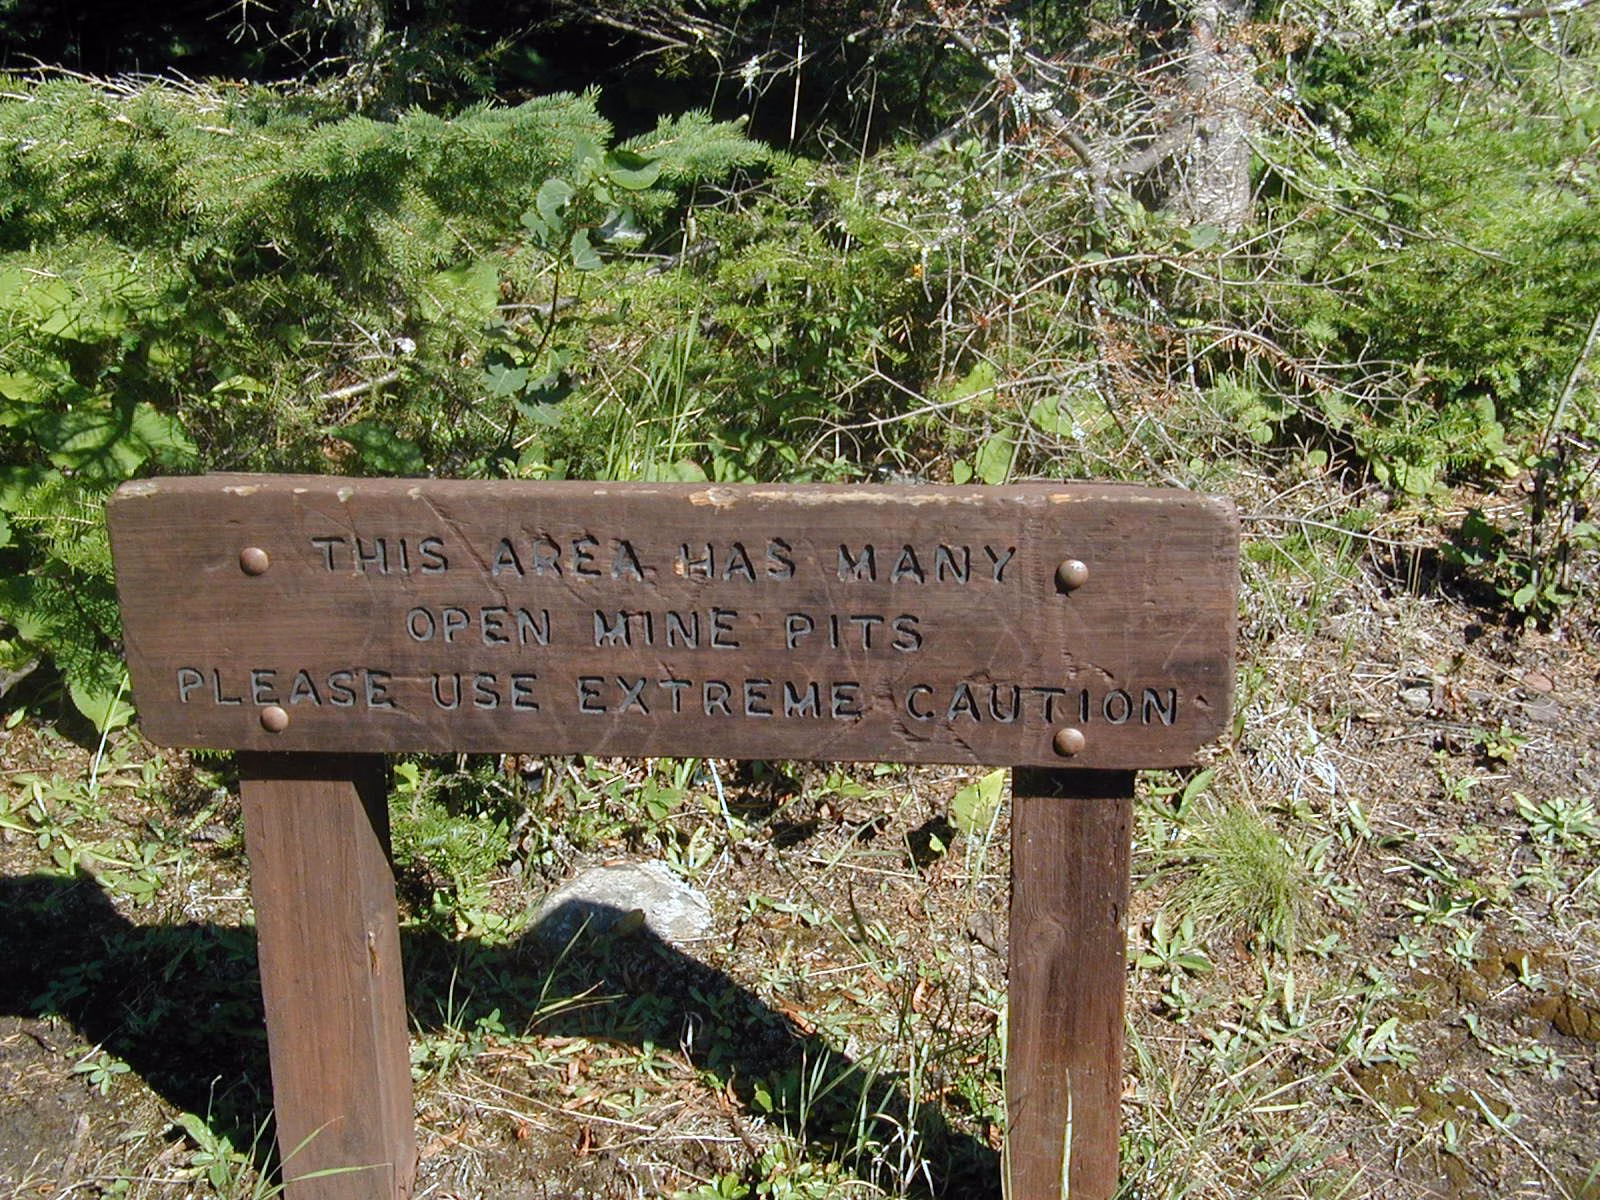 THIS AREA HAS MANY
OPEN MINE PITS
PLEASE USE EXTREME CAUTION